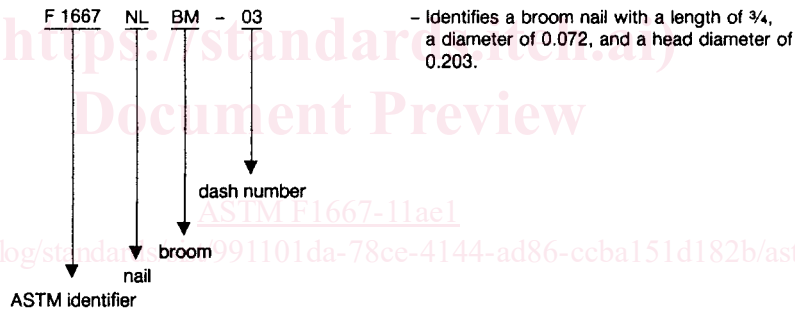 F 1667 NL BM - 03
- Identifies a broom nail with a length of ¾,
a diameter of 0.072, and a head diameter of
0.203.
(https://standards.iteh.ai)
Document Preview
dash number
ASTM F1667-11ae1
broom
log/standards/991101da-78ce-4144-ad86-ccba151d182b/ast
nail
ASTM identifier